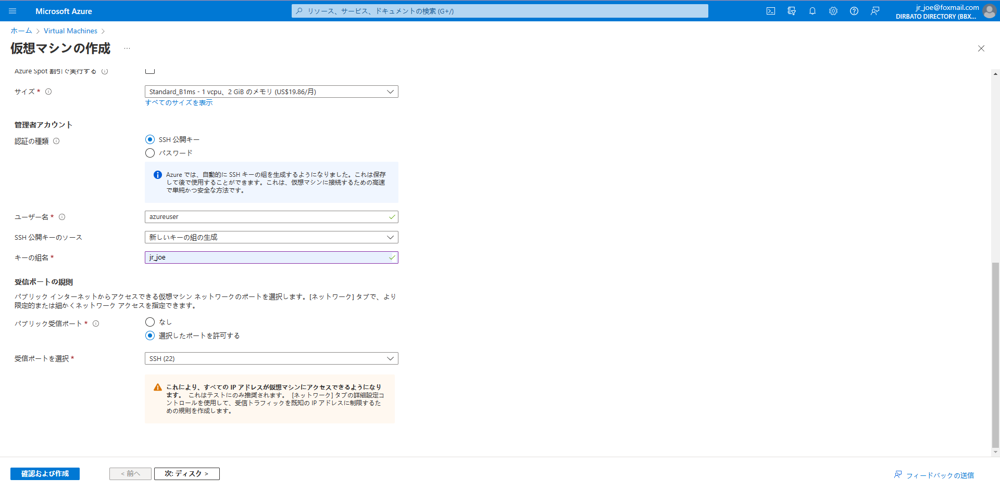 Microsoft Azure
リソース、サービス、ドキュメントの検索 (G+/)
jr_joe@foxmail.com
DIRBATO DIRECTORY (BBX...
ホーム > Virtual Machines >
仮想マシンの作成 ...
Azure Spot 割引で実行する
サイズ *
Standard_B1ms - 1 vcpu、2 GiB のメモリ (US$19.86/月)
すべてのサイズを表示
管理者アカウント
認証の種類
SSH 公開キー
パスワード
Azure では、自動的に SSH キーの組を生成するようになりました。これは保存
して後で使用することができます。これは、仮想マシンに接続するための高速
で単純かつ安全な方法です。
ユーザー名 *
azureuser
SSH 公開キーのソース
新しいキーの組の生成
キーの組名 *
jr_joe
受信ポートの規則
パブリック インターネットからアクセスできる仮想マシン ネットワークのポートを選択します。[ネットワーク] タブで、より
限定的または細かくネットワーク アクセスを指定できます。
パブリック受信ポート *
なし
選択したポートを許可する
受信ポートを選択 *
SSH (22)
これにより、すべての IP アドレスが仮想マシンにアクセスできるようになり
ます。 これはテストにのみ推奨されます。 [ネットワーク] タブの詳細設定コ
ントロールを使用して、受信トラフィックを既知の IP アドレスに制限するた
めの規則を作成します。
確認および作成
< 前へ
次: ディスク >
フィードバックの送信